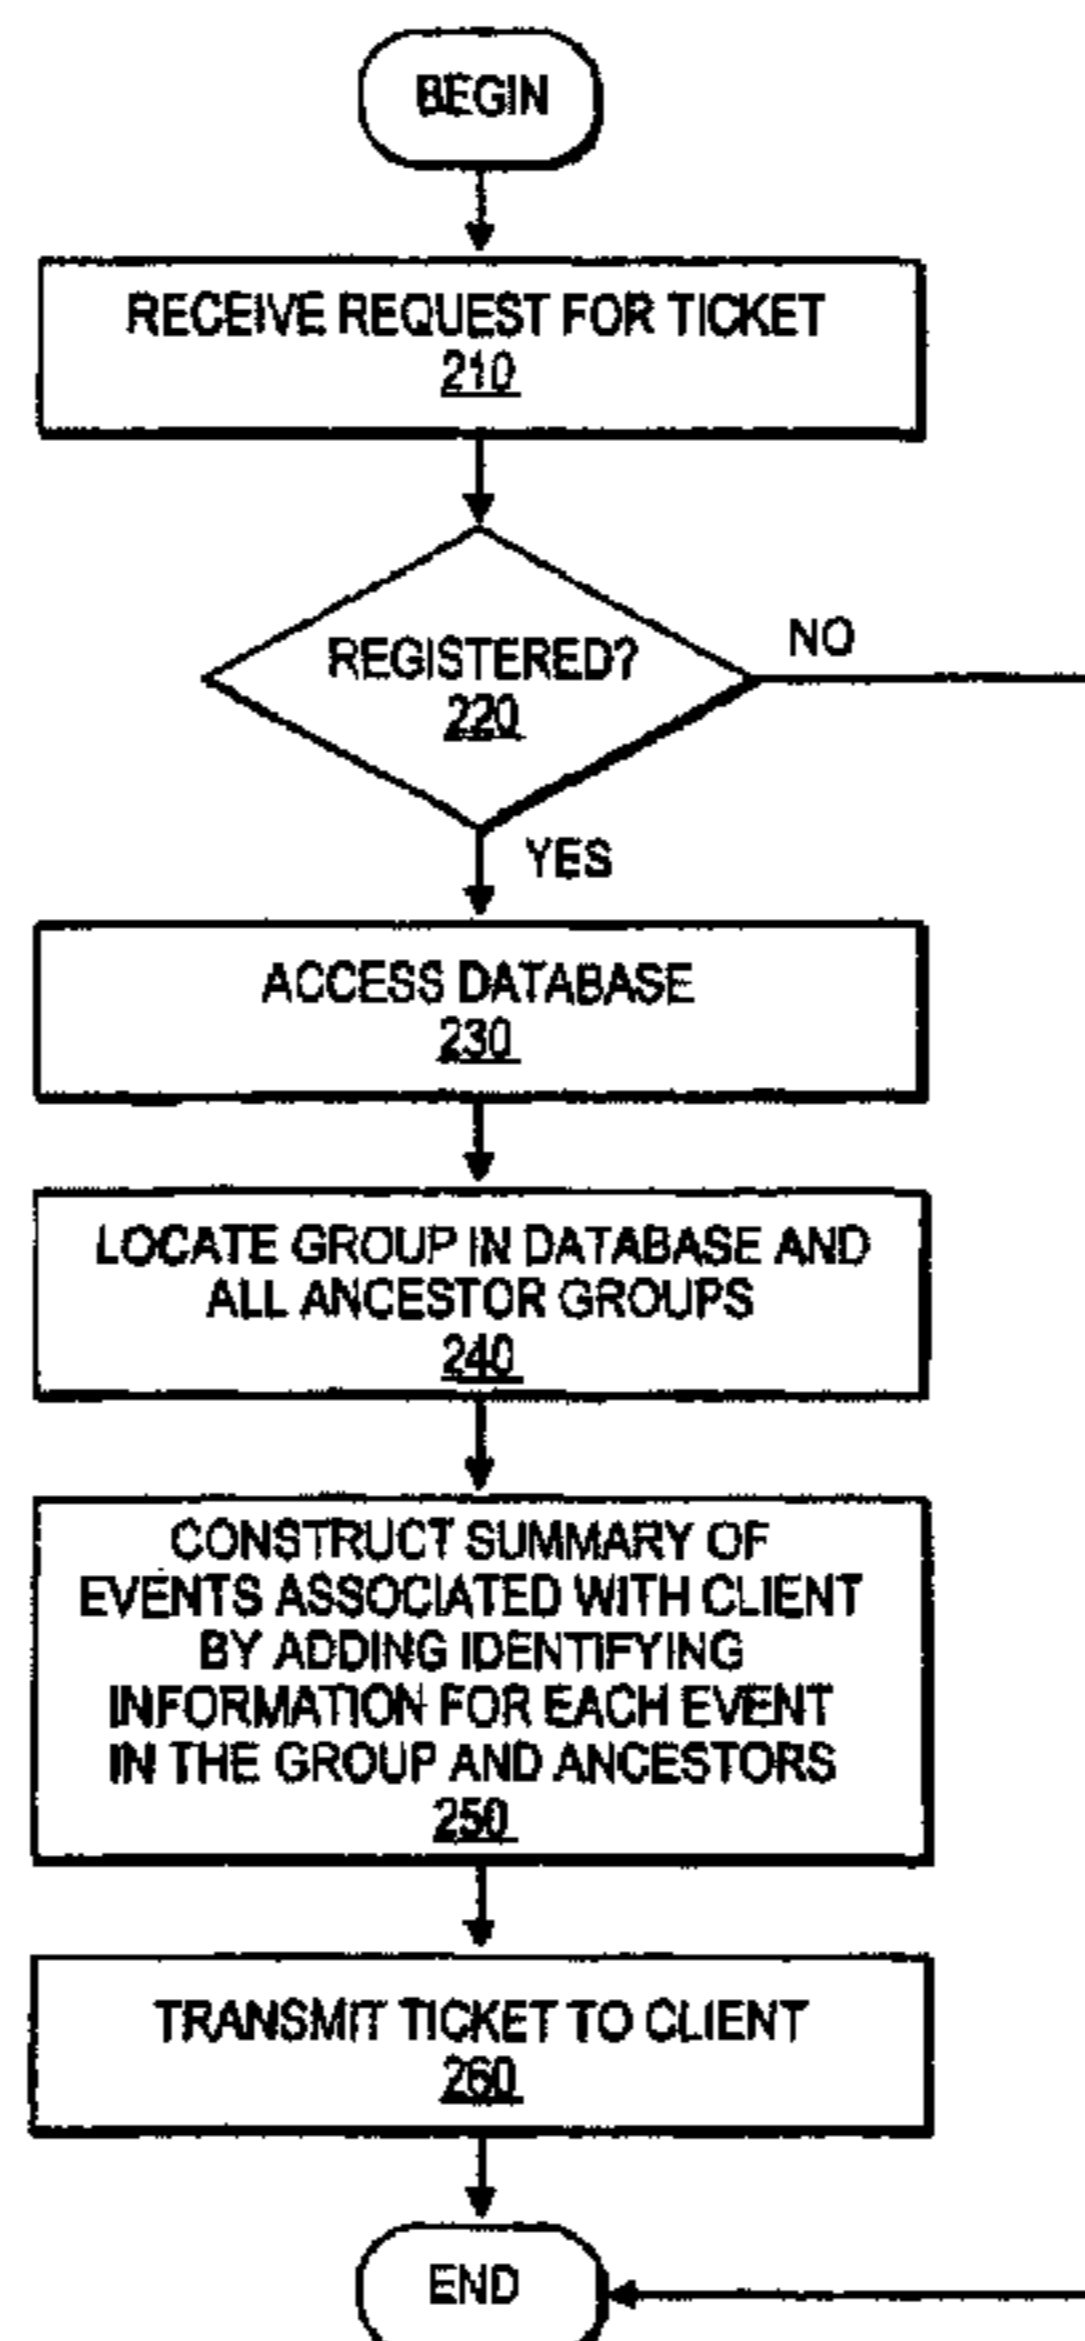 BEGIN
RECEIVE REQUEST FOR TICKET
210
REGISTERED?
220
NO
YES
ACCESS DATABASE
230
LOCATE GROUP IN DATABASE AND
ALL ANCESTOR GROUPS
240
CONSTRUCT SUMMARY OF
EVENTS ASSOCIATED WITH CLIENT
BY ADDING IDENTIFYING
INFORMATION FOR EACH EVENT
IN THE GROUP AND ANCESTORS
250
TRANSMIT TICKET TO CLIENT
260
END